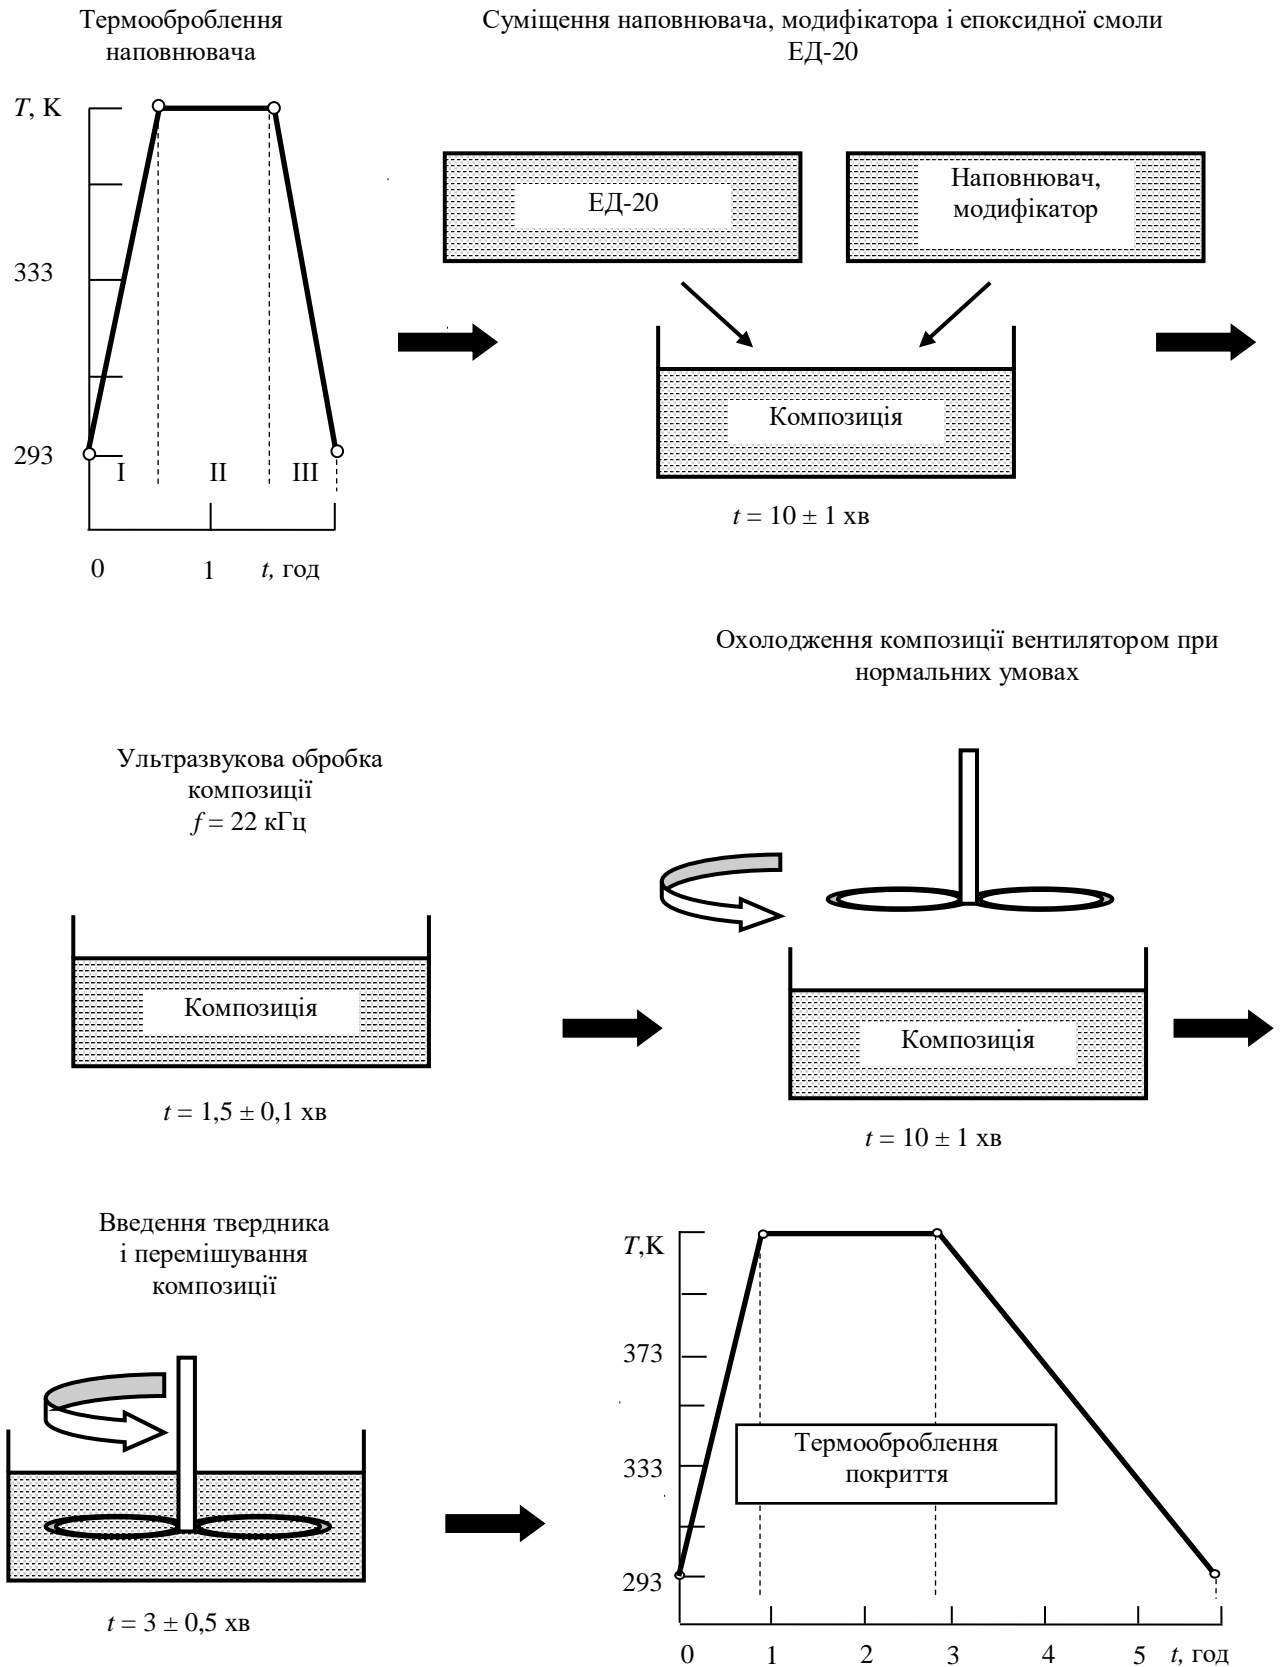 Термооброблення
наповнювача
Суміщення наповнювача, модифікатора і епоксидної смоли
ЕД-20
T, K
333
293
I
II
III
0
1
t, год
ЕД-20
Наповнювач,
модифікатор
Композиція
t = 10 ± 1 хв
Ультразвукова обробка
композиції
f = 22 кГц
Композиція
t = 1,5 ± 0,1 хв
Охолодження композиції вентилятором при
нормальних умовах
Композиція
t = 10 ± 1 хв
Введення твердника
і перемішування
композиції
t = 3 ± 0,5 хв
T,K
373
333
293
Термооброблення
покриття
0
1
2
3
4
5
t, год